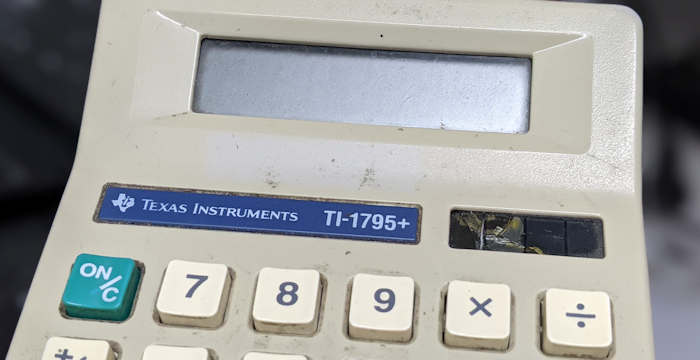 TEXAS INSTRUMENTS TI-1795+
ON/C 7 8 9 × ÷